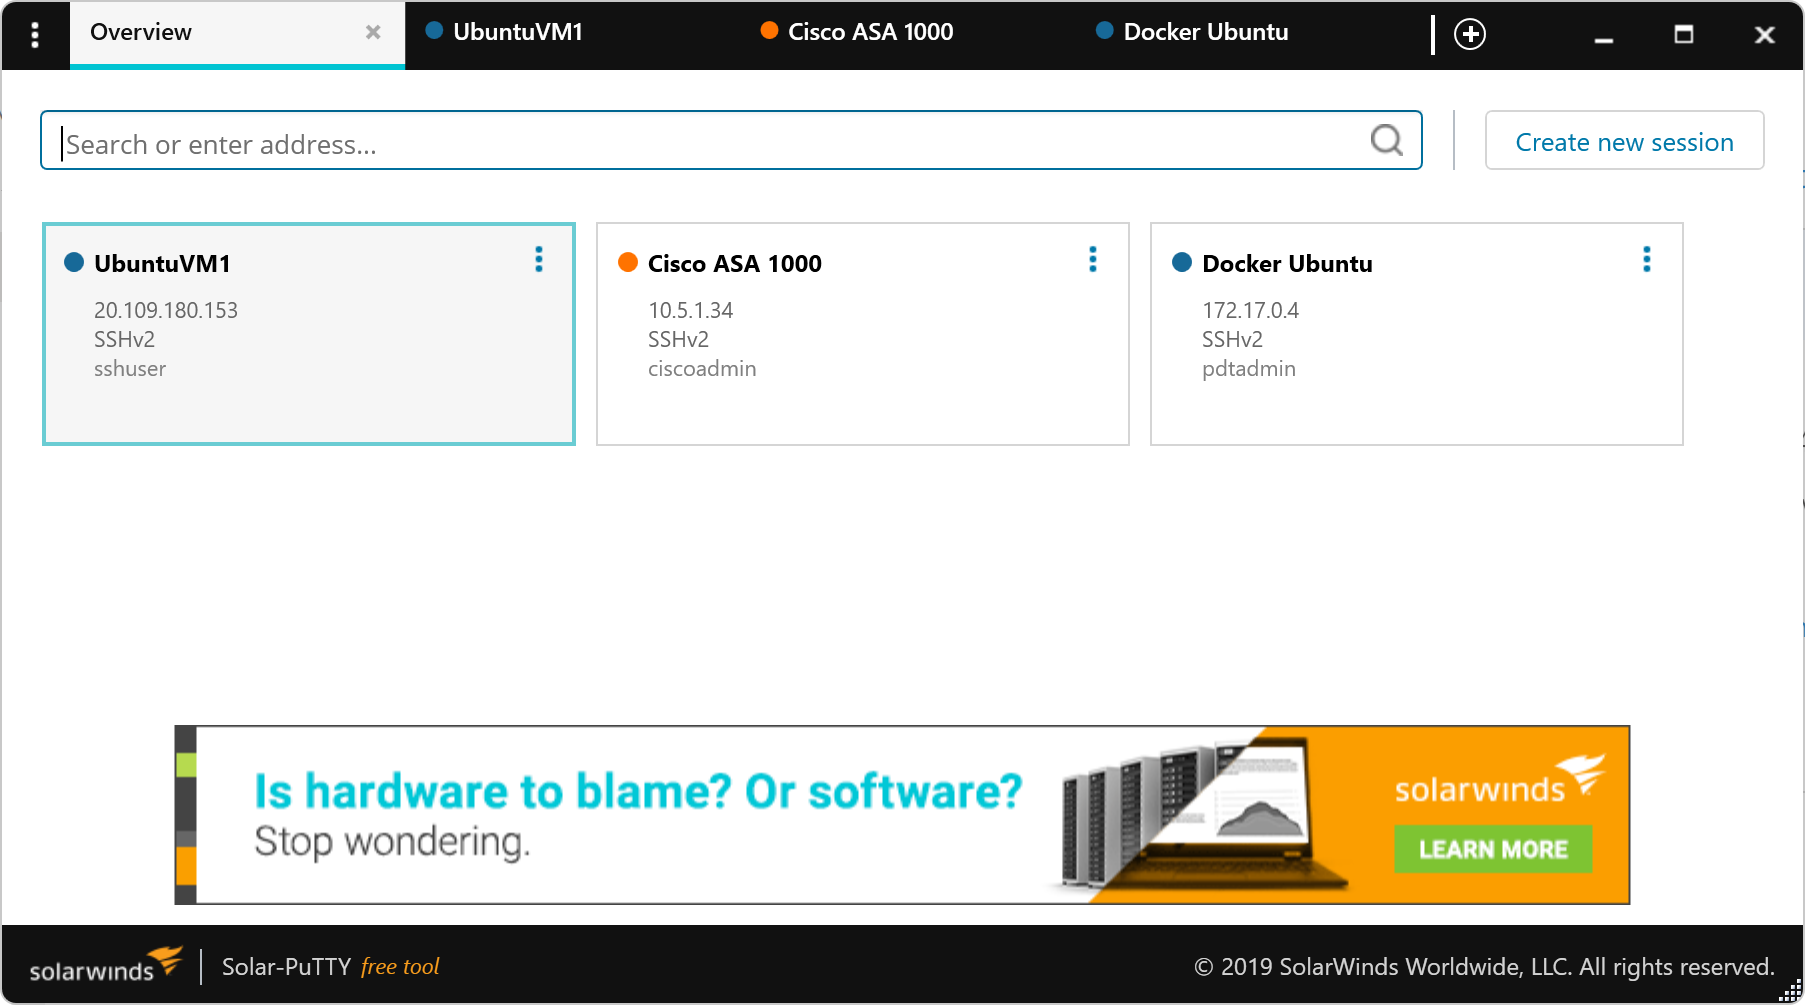 Overview
UbuntuVM1
Cisco ASA 1000
Docker Ubuntu
Search or enter address...
Create new session
UbuntuVM1
20.109.180.153
SSHv2
sshuser
Cisco ASA 1000
10.5.1.34
SSHv2
ciscoadmin
Docker Ubuntu
172.17.0.4
SSHv2
pdtadmin
Is hardware to blame? Or software?
Stop wondering.
solarwinds
LEARN MORE
solarwinds
Solar-PuTTY free tool
© 2019 SolarWinds Worldwide, LLC. All rights reserved.